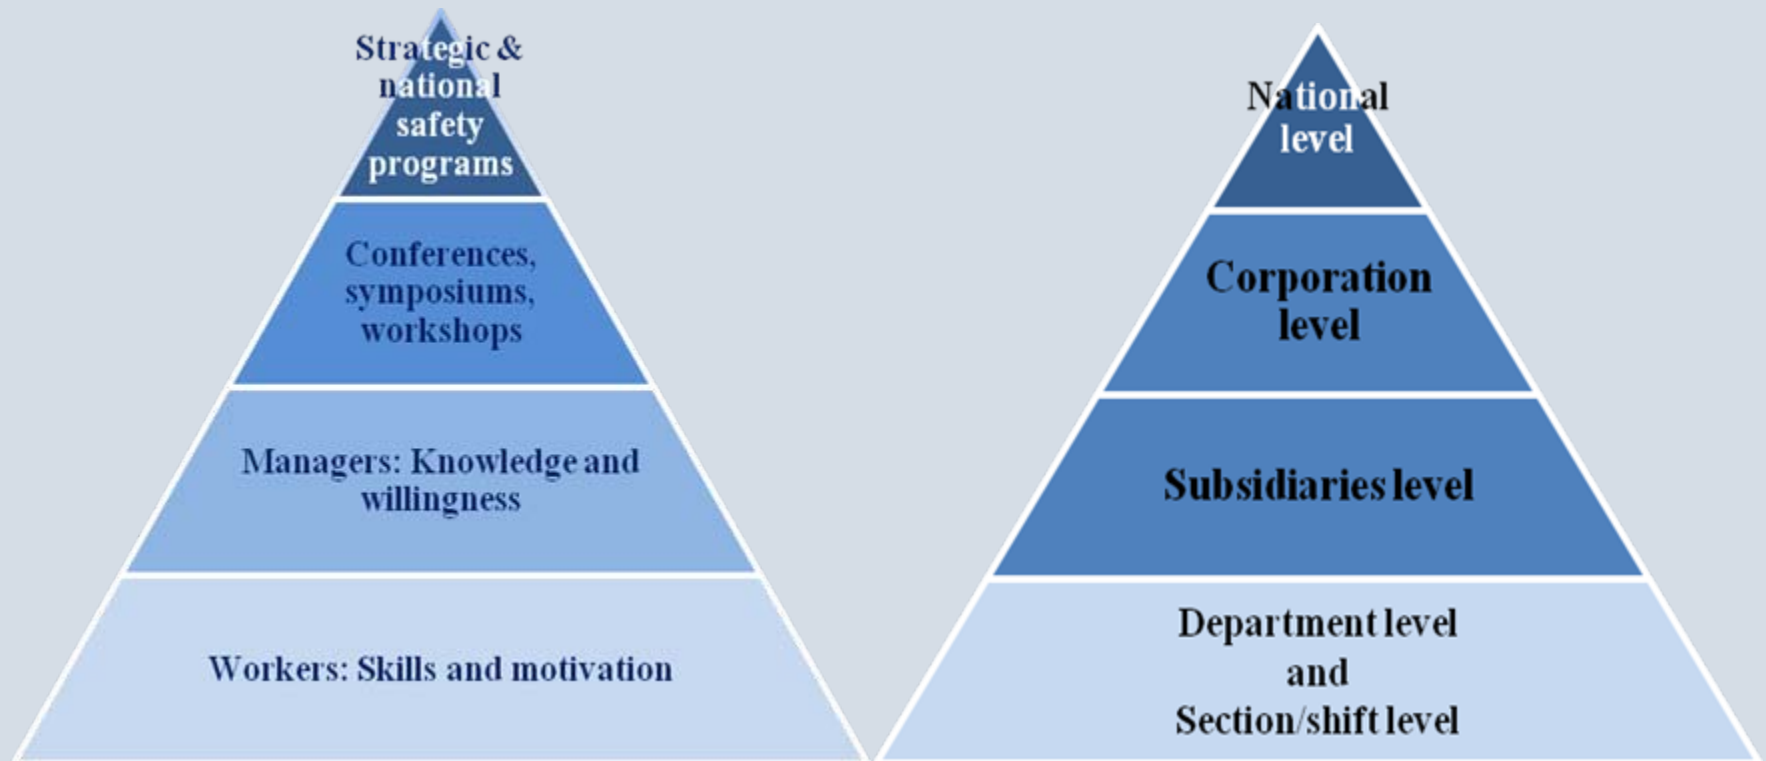 Strategic &
national
safety
programs
Conferences,
symposiums,
workshops
Managers: Knowledge and
willingness
Workers: Skills and motivation
National
level
Corporation
level
Subsidiaries level
Department level
and
Section/shift level